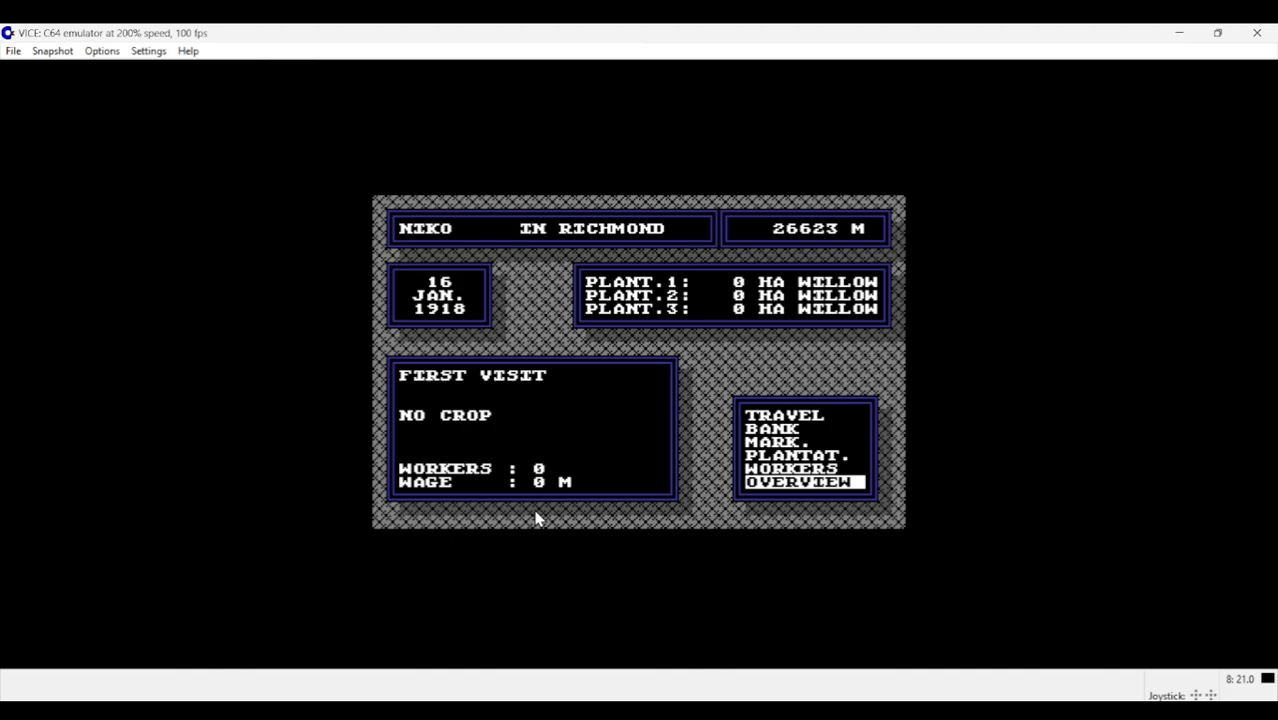 VICE: C64 emulator at 200% speed, 100 fps
File Snapshot Options Settings Help
NIKO IN RICHMOND 26623 M
16
JAN.
1918
PLANT.1: 0 HA WILLOW
PLANT.2: 0 HA WILLOW
PLANT.3: 0 HA WILLOW
FIRST VISIT
NO CROP
WORKERS : 0
WAGE : 0 M
TRAVEL
BANK
MARK.
PLANTAT.
WORKERS
OVERVIEW
8: 21.0
Joystick: